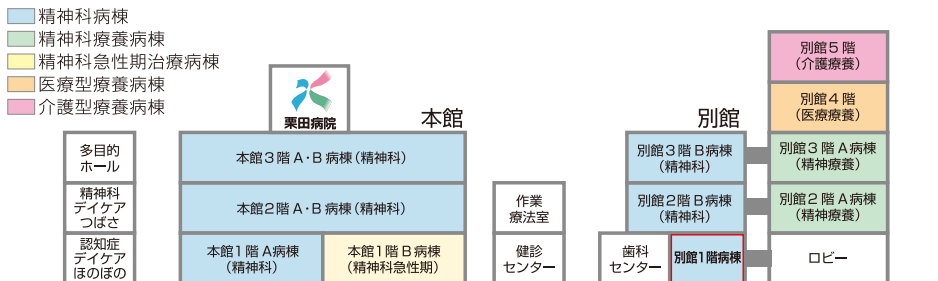 精神科病棟
精神科療養病棟
精神科急性期治療病棟
医療型療養病棟
介護型療養病棟
栗田病院
本館
別館
別館5階
（介護療養）
別館4階
（医療療養）
多目的
ホール
本館3階A・B病棟（精神科）
別館3階B病棟
（精神科）
別館3階A病棟
（精神療養）
精神科
デイケア
つばさ
本館2階A・B病棟（精神科）
作業
療法室
別館2階B病棟
（精神科）
別館2階A病棟
（精神療養）
認知症
デイケア
ほのぼの
本館1階A病棟
（精神科）
本館1階B病棟
（精神科急性期）
健診
センター
歯科
センター
別館1階病棟
ロビー